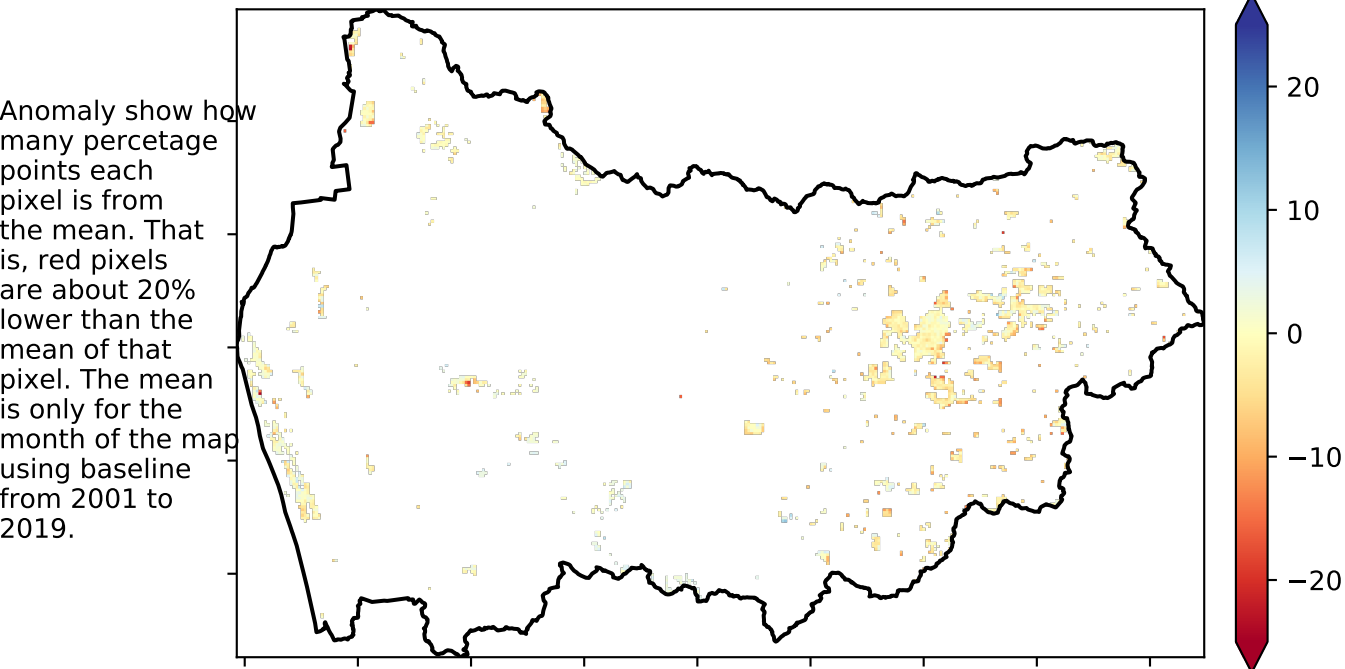 Anomaly show how
many percetage
points each
pixel is from
the mean. That
is, red pixels
are about 20%
lower than the
mean of that
pixel. The mean
is only for the
month of the map
using baseline
from 2001 to
2019.
20
10
0
−10
−20